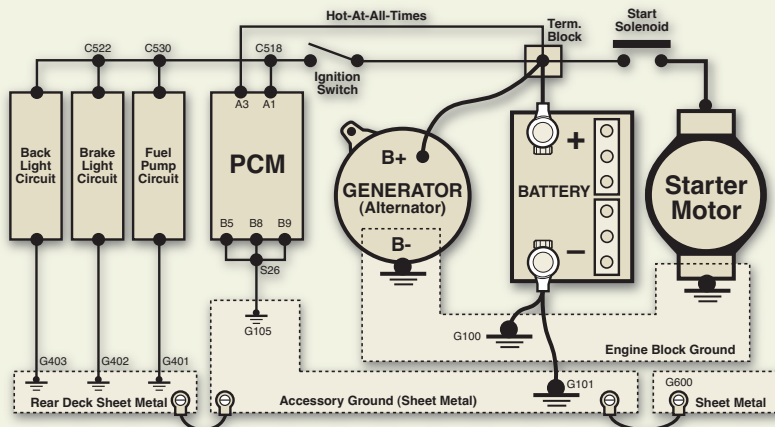 Hot-At-All-Times
Term.
Block
Start
Solenoid
C522
C530
C518
Ignition
Switch
A3
A1
Back
Light
Circuit
Brake
Light
Circuit
Fuel
Pump
Circuit
PCM
B+
GENERATOR
(Alternator)
B-
+
BATTERY
−
Starter
Motor
B5
B8
B9
S26
G105
G100
Engine Block Ground
G403
G402
G401
G101
G600
Rear Deck Sheet Metal
Accessory Ground (Sheet Metal)
Sheet Metal